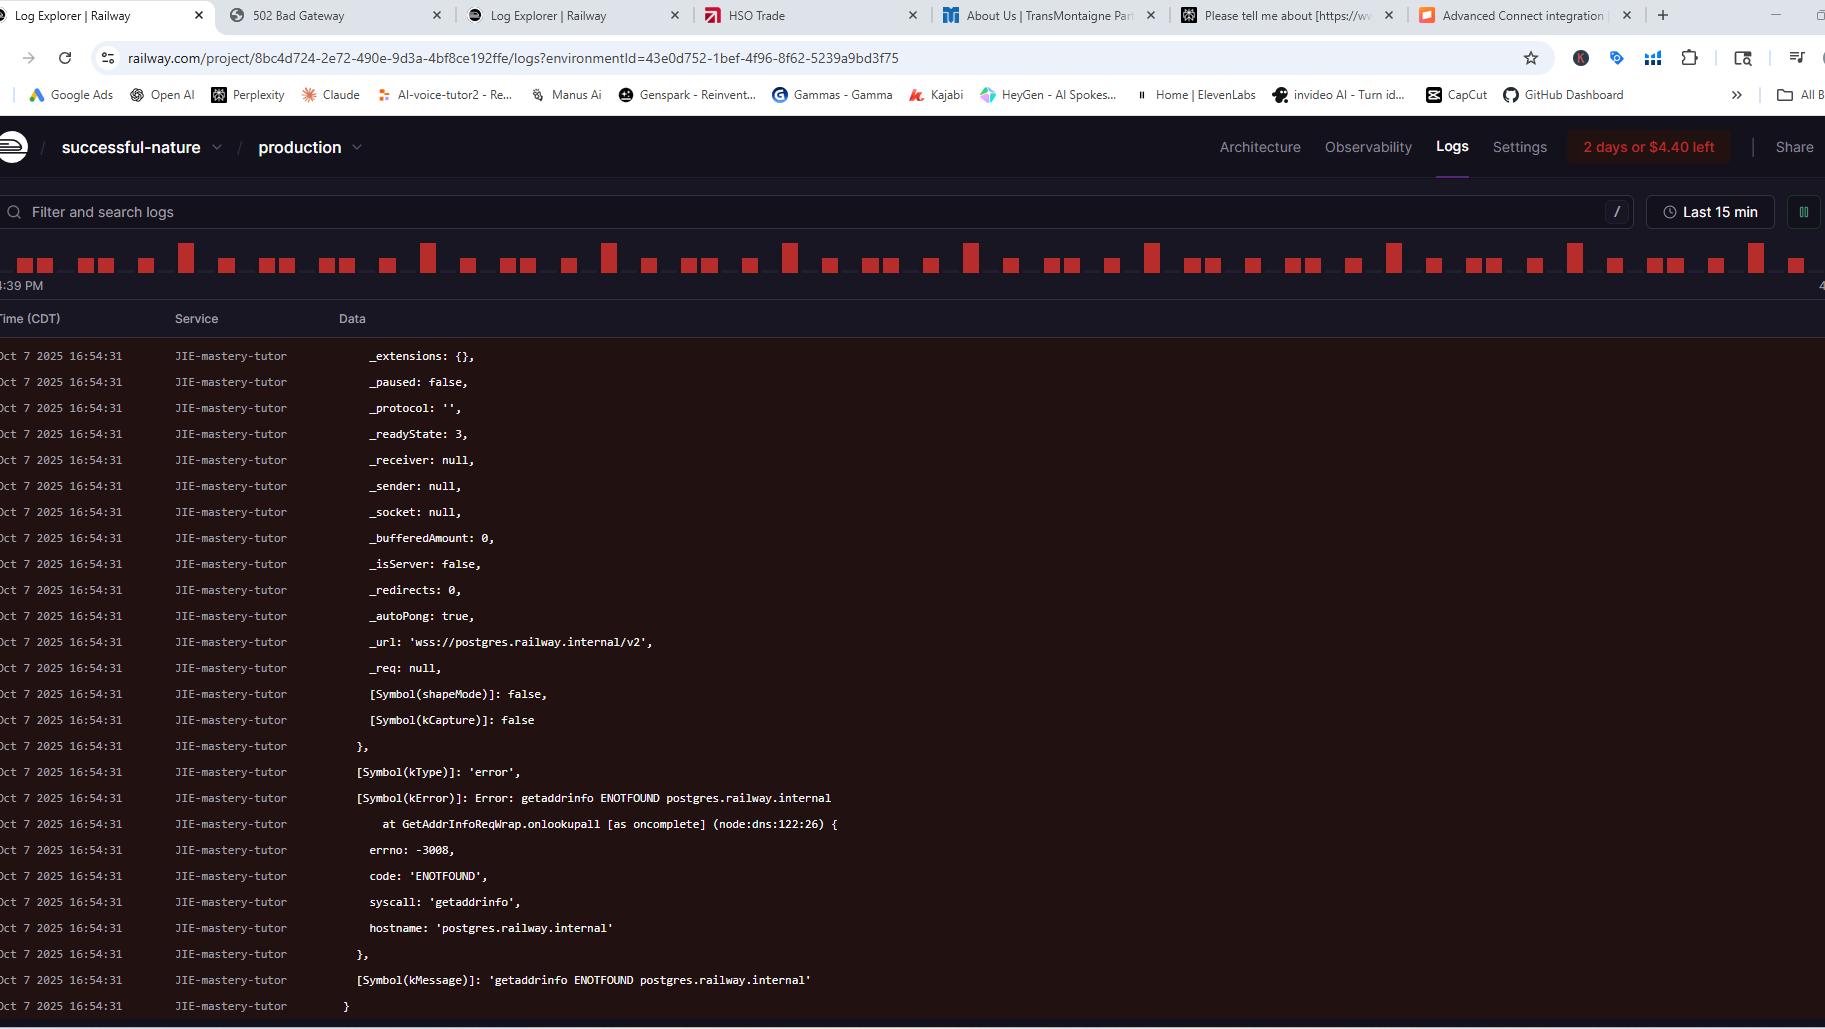 Log Explorer | Railway
502 Bad Gateway
Log Explorer | Railway
HSO Trade
About Us | TransMontaigne Par
Please tell me about [https://w
Advanced Connect integration
railway.com/project/8bc4d724-2e72-490e-9d3a-4bf8ce192ffe/logs?environmentId=43e0d752-1bef-4f96-8f62-5239a9bd3f75
K
Google Ads
Open AI
Perplexity
Claude
AI-voice-tutor2 - Re...
Manus Ai
Genspark - Reinvent...
Gammas - Gamma
Kajabi
HeyGen - AI Spokes...
Home | ElevenLabs
invideo AI - Turn id...
CapCut
GitHub Dashboard
All B
/ successful-nature / production
Architecture
Observability
Logs
Settings
2 days or $4.40 left
Share
Filter and search logs
/
Last 15 min
:39 PM
4
Time (CDT) Service Data
Oct 7 2025 16:54:31 JIE-mastery-tutor _extensions: {},
Oct 7 2025 16:54:31 JIE-mastery-tutor _paused: false,
Oct 7 2025 16:54:31 JIE-mastery-tutor _protocol: '',
Oct 7 2025 16:54:31 JIE-mastery-tutor _readyState: 3,
Oct 7 2025 16:54:31 JIE-mastery-tutor _receiver: null,
Oct 7 2025 16:54:31 JIE-mastery-tutor _sender: null,
Oct 7 2025 16:54:31 JIE-mastery-tutor _socket: null,
Oct 7 2025 16:54:31 JIE-mastery-tutor _bufferedAmount: 0,
Oct 7 2025 16:54:31 JIE-mastery-tutor _isServer: false,
Oct 7 2025 16:54:31 JIE-mastery-tutor _redirects: 0,
Oct 7 2025 16:54:31 JIE-mastery-tutor _autoPong: true,
Oct 7 2025 16:54:31 JIE-mastery-tutor _url: 'wss://postgres.railway.internal/v2',
Oct 7 2025 16:54:31 JIE-mastery-tutor _req: null,
Oct 7 2025 16:54:31 JIE-mastery-tutor [Symbol(shapeMode)]: false,
Oct 7 2025 16:54:31 JIE-mastery-tutor [Symbol(kCapture)]: false
Oct 7 2025 16:54:31 JIE-mastery-tutor },
Oct 7 2025 16:54:31 JIE-mastery-tutor [Symbol(kType)]: 'error',
Oct 7 2025 16:54:31 JIE-mastery-tutor [Symbol(kError)]: Error: getaddrinfo ENOTFOUND postgres.railway.internal
Oct 7 2025 16:54:31 JIE-mastery-tutor at GetAddrInfoReqWrap.onlookupall [as oncomplete] (node:dns:122:26) {
Oct 7 2025 16:54:31 JIE-mastery-tutor errno: -3008,
Oct 7 2025 16:54:31 JIE-mastery-tutor code: 'ENOTFOUND',
Oct 7 2025 16:54:31 JIE-mastery-tutor syscall: 'getaddrinfo',
Oct 7 2025 16:54:31 JIE-mastery-tutor hostname: 'postgres.railway.internal'
Oct 7 2025 16:54:31 JIE-mastery-tutor },
Oct 7 2025 16:54:31 JIE-mastery-tutor [Symbol(kMessage)]: 'getaddrinfo ENOTFOUND postgres.railway.internal'
Oct 7 2025 16:54:31 JIE-mastery-tutor }